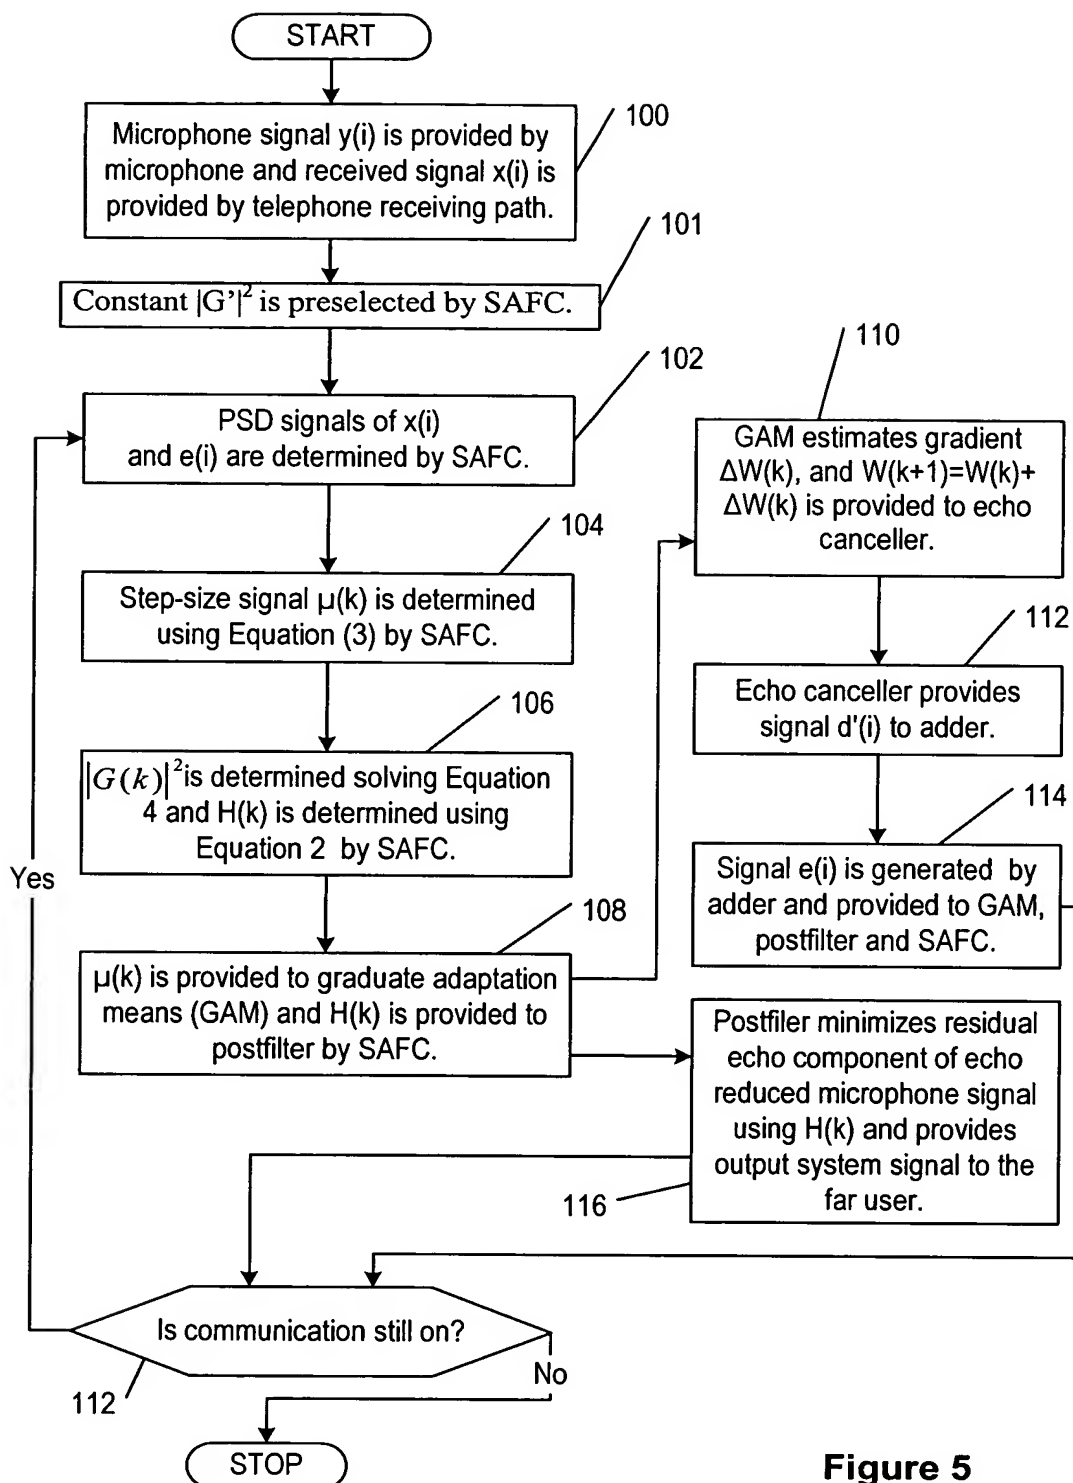 START
100
Microphone signal y(i) is provided by
microphone and received signal x(i) is
provided by telephone receiving path.
101
Constant |G'|² is preselected by SAFC.
102
PSD signals of x(i)
and e(i) are determined by SAFC.
104
Step-size signal μ(k) is determined
using Equation (3) by SAFC.
106
|G(k)|² is determined solving Equation
4 and H(k) is determined using
Equation 2 by SAFC.
108
μ(k) is provided to graduate adaptation
means (GAM) and H(k) is provided to
postfilter by SAFC.
110
GAM estimates gradient
ΔW(k), and W(k+1)=W(k)+
ΔW(k) is provided to echo
canceller.
112
Echo canceller provides
signal d'(i) to adder.
114
Signal e(i) is generated by
adder and provided to GAM,
postfilter and SAFC.
Postfiler minimizes residual
echo component of echo
reduced microphone signal
using H(k) and provides
output system signal to the
far user.
116
Yes
Is communication still on?
No
112
STOP
Figure 5